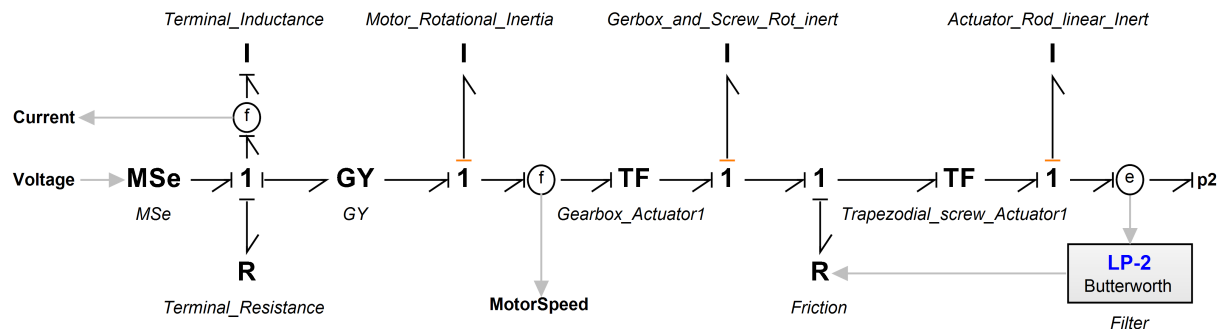 Terminal_Inductance Motor_Rotational_Inertia Gerbox_and_Screw_Rot_inert Actuator_Rod_linear_Inert
I I I I
Current f
Voltage MSe 1 GY 1 f TF 1 1 TF 1 e p2
MSe GY Gearbox_Actuator1 Trapezodial_screw_Actuator1
R R LP-2
Butterworth
Terminal_Resistance MotorSpeed Friction
Filter